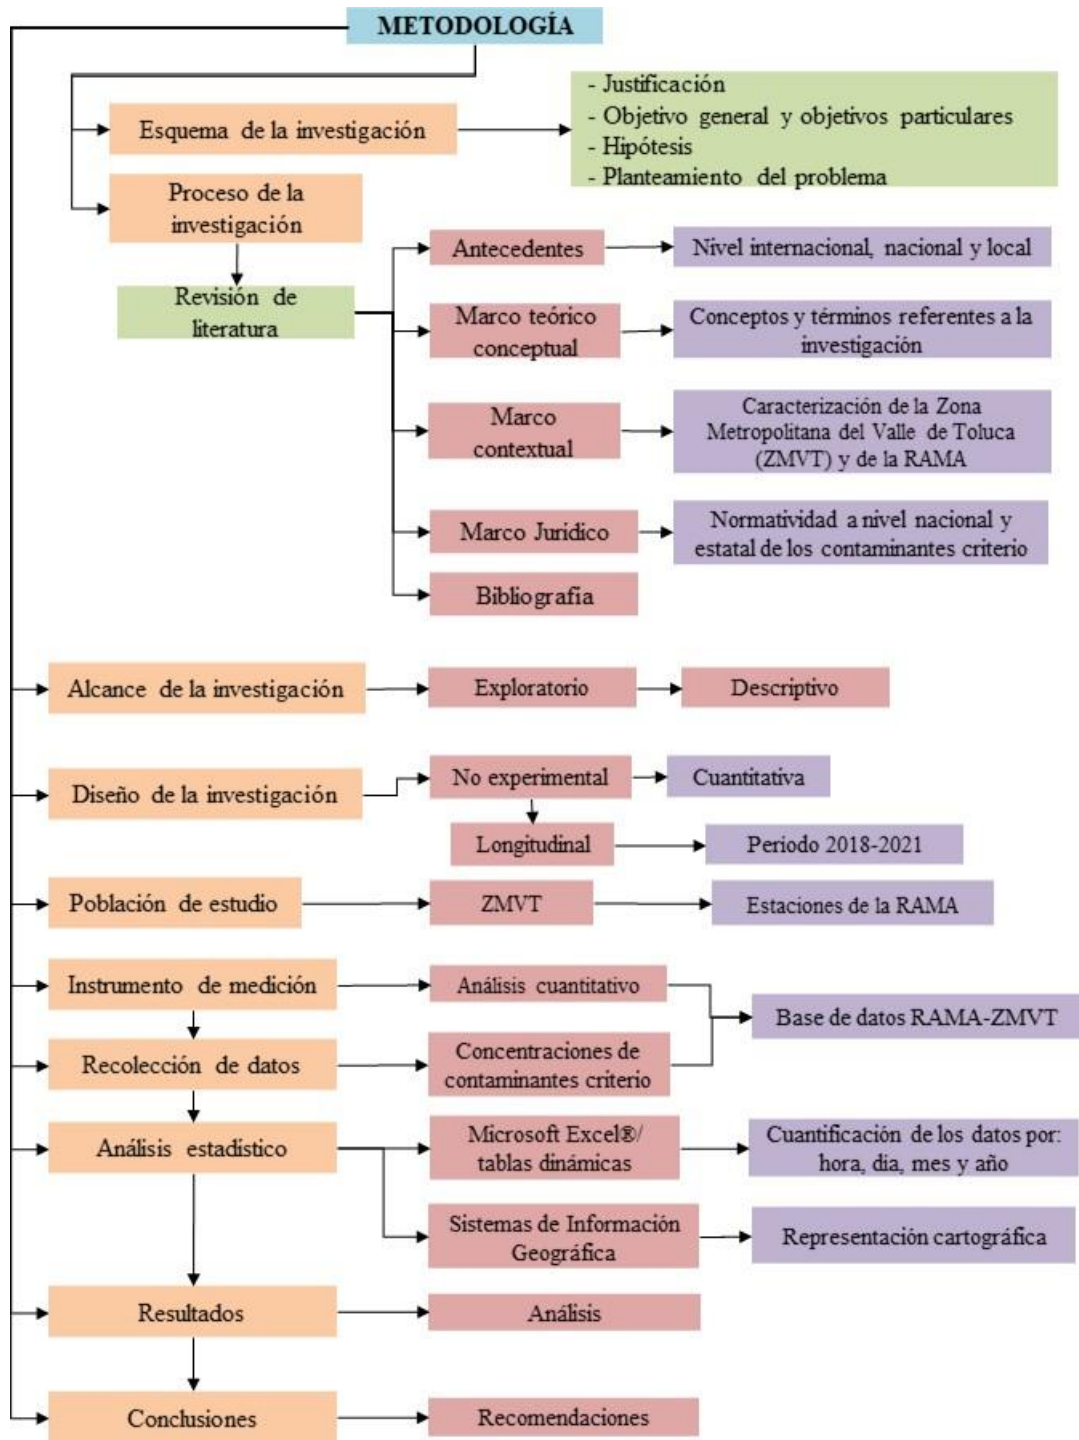 METODOLOGÍA
Esquema de la investigación
- Justificación
- Objetivo general y objetivos particulares
- Hipótesis
- Planteamiento del problema
Proceso de la
investigación
Revisión de
literatura
Antecedentes
Nivel internacional, nacional y local
Marco teórico
conceptual
Conceptos y términos referentes a la
investigación
Marco
contextual
Caracterización de la Zona
Metropolitana del Valle de Toluca
(ZMVT) y de la RAMA
Marco Jurídico
Normatividad a nivel nacional y
estatal de los contaminantes criterio
Bibliografía
Alcance de la investigación
Exploratorio
Descriptivo
Diseño de la investigación
No experimental
Cuantitativa
Longitudinal
Periodo 2018-2021
Población de estudio
ZMVT
Estaciones de la RAMA
Instrumento de medición
Análisis cuantitativo
Base de datos RAMA-ZMVT
Recolección de datos
Concentraciones de
contaminantes criterio
Análisis estadístico
Microsoft Excel®/
tablas dinámicas
Cuantificación de los datos por:
hora, día, mes y año
Sistemas de Información
Geográfica
Representación cartográfica
Resultados
Análisis
Conclusiones
Recomendaciones